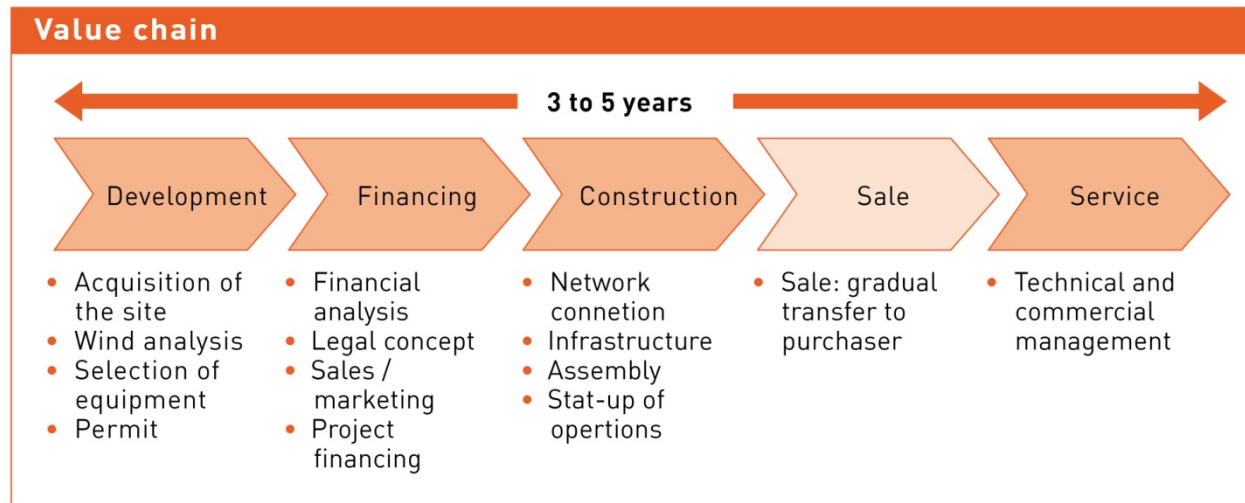 Value chain
3 to 5 years
Development
Financing
Construction
Sale
Service
• Acquisition of
the site
• Wind analysis
• Selection of
equipment
• Permit
• Financial
analysis
• Legal concept
• Sales /
marketing
• Project
financing
• Network
connetion
• Infrastructure
• Assembly
• Stat-up of
opertions
• Sale: gradual
transfer to
purchaser
• Technical and
commercial
management